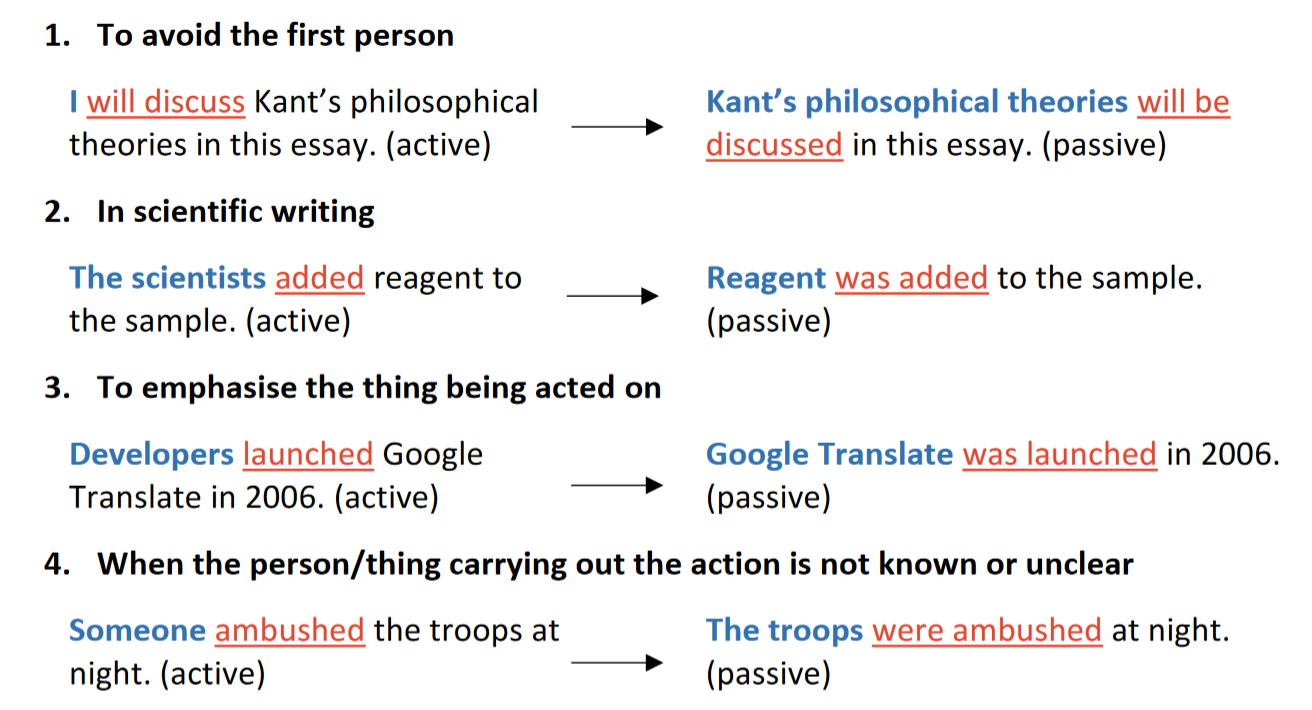 1. To avoid the first person
I will discuss Kant’s philosophical
theories in this essay. (active)
Kant’s philosophical theories will be
discussed in this essay. (passive)
2. In scientific writing
The scientists added reagent to
the sample. (active)
Reagent was added to the sample.
(passive)
3. To emphasise the thing being acted on
Developers launched Google
Translate in 2006. (active)
Google Translate was launched in 2006.
(passive)
4. When the person/thing carrying out the action is not known or unclear
Someone ambushed the troops at
night. (active)
The troops were ambushed at night.
(passive)